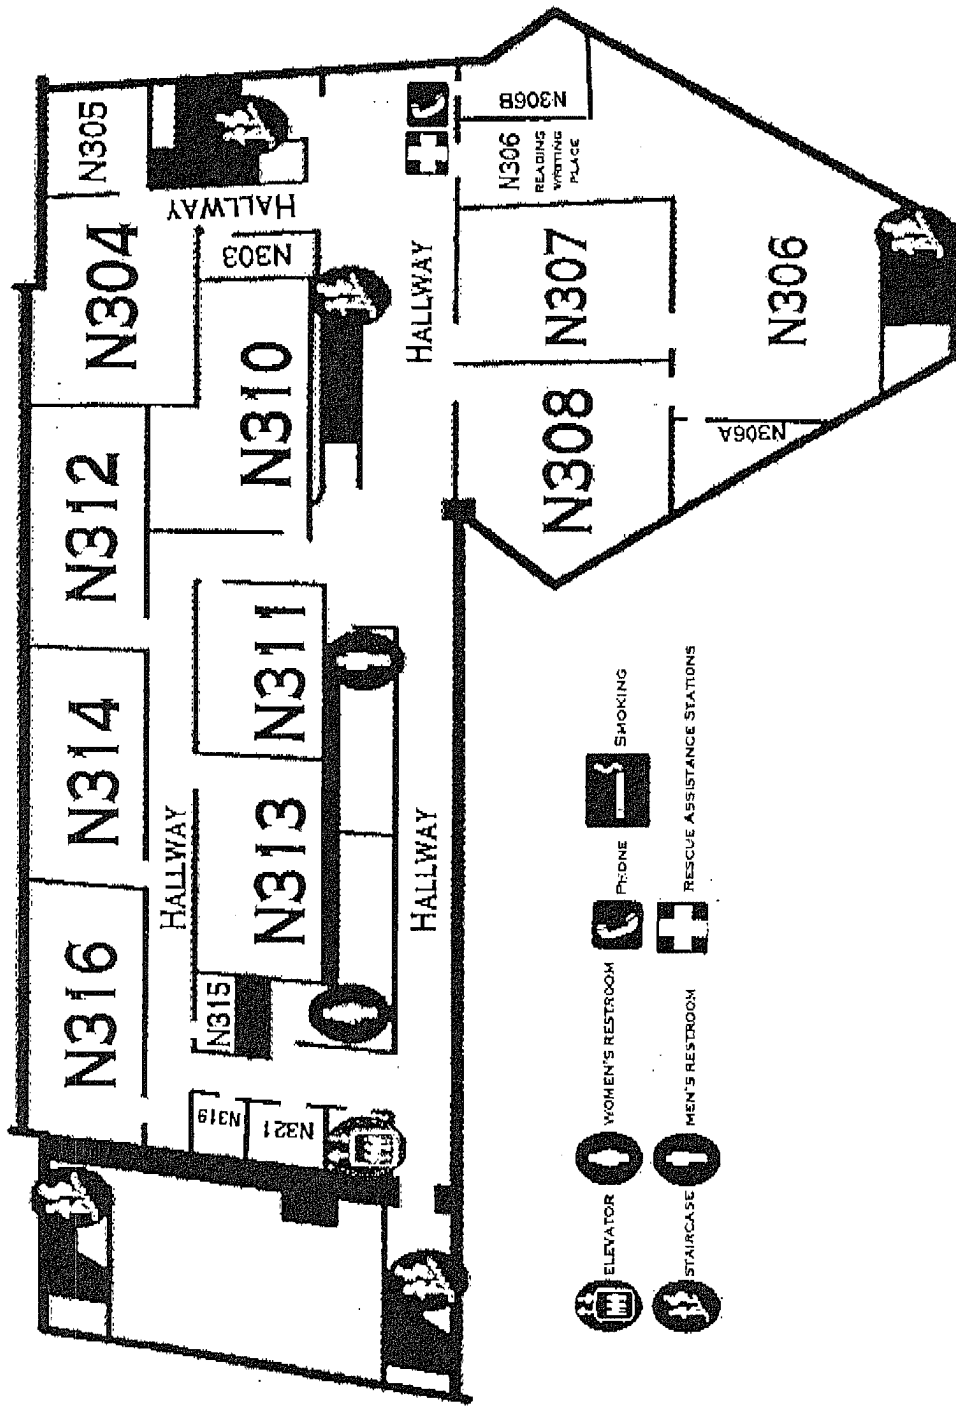 N305
N304
HALLWAY
N303
N310
N312
N314
N316
HALLWAY
N311
N313
N315
N319
N321
HALLWAY
HALLWAY
N306B
N306
READING
WRITING
PLACE
N307
N308
N306
N306A
ELEVATOR
WOMEN'S RESTROOM
PHONE
SMOKING
STAIRCASE
MEN'S RESTROOM
RESCUE ASSISTANCE STATIONS